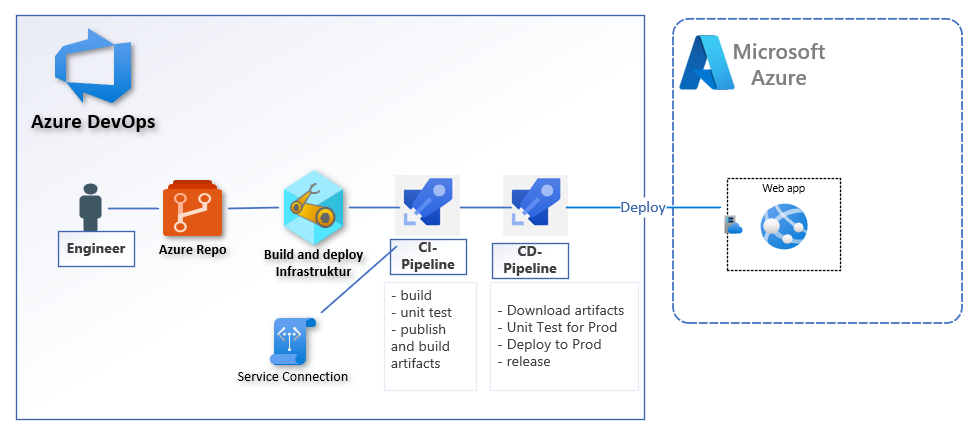 Azure DevOps
Microsoft
Azure
Web app
Deploy
Engineer
Azure Repo
Build and deploy
Infrastruktur
CI-
Pipeline
CD-
Pipeline
- build
- unit test
- publish
and build
artifacts
- Download artifacts
- Unit Test for Prod
- Deploy to Prod
- release
Service Connection